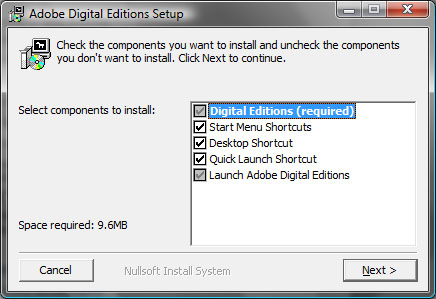 Adobe Digital Editions Setup
Check the components you want to install and uncheck the components
you don't want to install. Click Next to continue.
Select components to install:
Digital Editions (required)
Start Menu Shortcuts
Desktop Shortcut
Quick Launch Shortcut
Launch Adobe Digital Editions
Space required: 9.6MB
Cancel
Nullsoft Install System
Next >